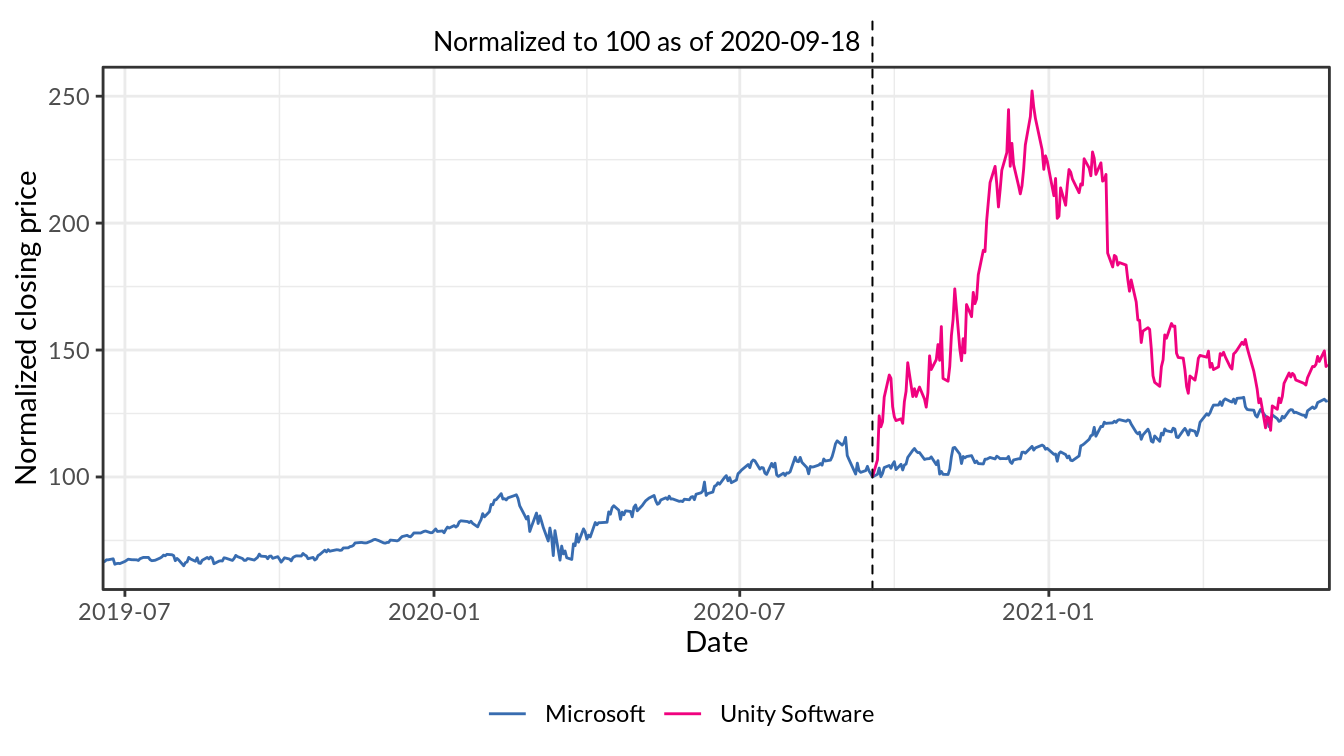 Normalized to 100 as of 2020-09-18
Normalized closing price
250
200
150
100
2019-07
2020-01
2020-07
2021-01
Date
Microsoft
Unity Software